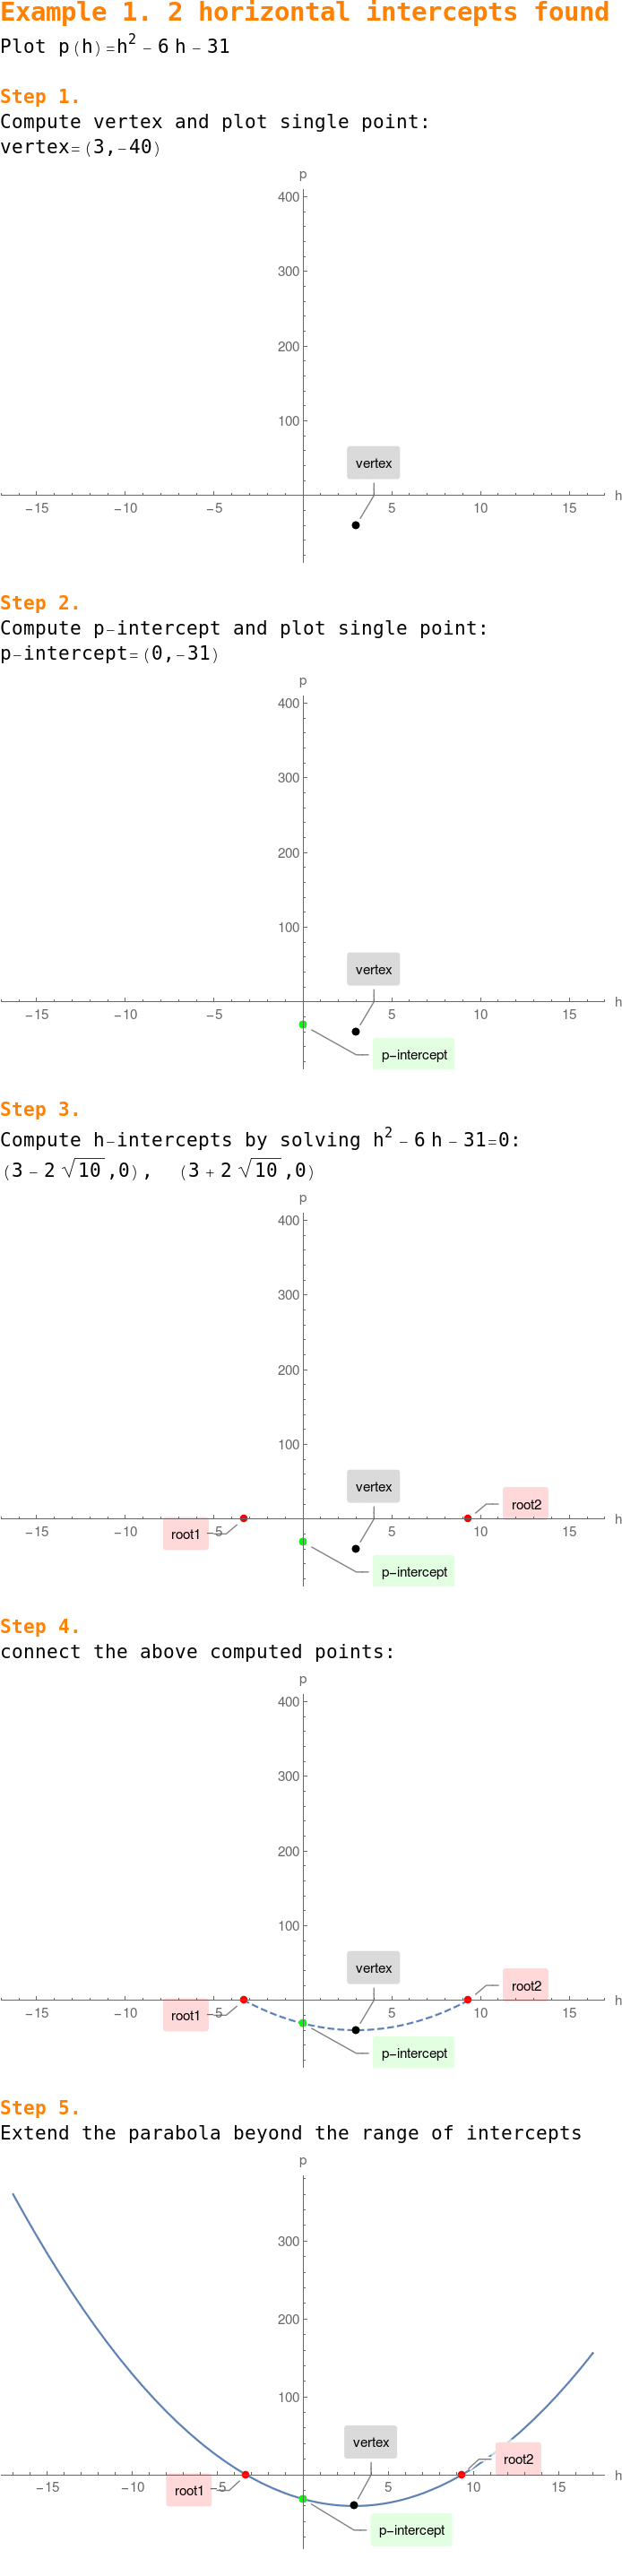 Example 1. 2 horizontal intercepts found
Plot p(h)=h² − 6 h − 31
Step 1.
Compute vertex and plot single point:
vertex=(3,−40)
p
400
300
200
100
vertex
−15 −10 −5 5 10 15 h
Step 2.
Compute p−intercept and plot single point:
p−intercept=(0,−31)
p
400
300
200
100
vertex
−15 −10 −5 5 10 15 h
p−intercept
Step 3.
Compute h−intercepts by solving h² − 6 h − 31=0:
(3 − 2 √10 ,0), (3 + 2 √10 ,0)
p
400
300
200
100
vertex
root2
−15 −10 −5 5 10 15 h
root1
p−intercept
Step 4.
connect the above computed points:
p
400
300
200
100
vertex
root2
−15 −10 −5 5 10 15 h
root1
p−intercept
Step 5.
Extend the parabola beyond the range of intercepts
p
300
200
100
vertex
root2
−15 −10 −5 5 10 15 h
root1
p−intercept